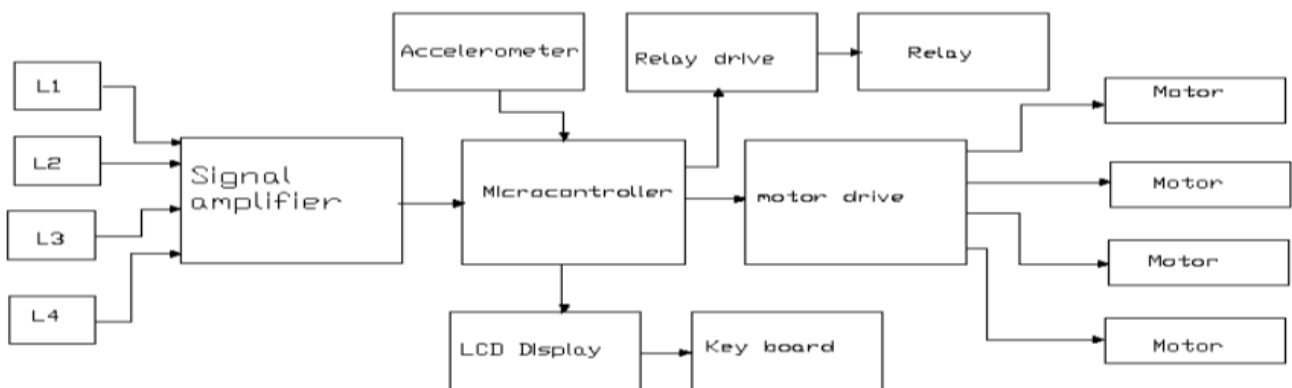 L1
L2
L3
L4
Signal
amplifier
Accelerometer
Microcontroller
LCD Display
Key board
Relay drive
Relay
motor drive
Motor
Motor
Motor
Motor